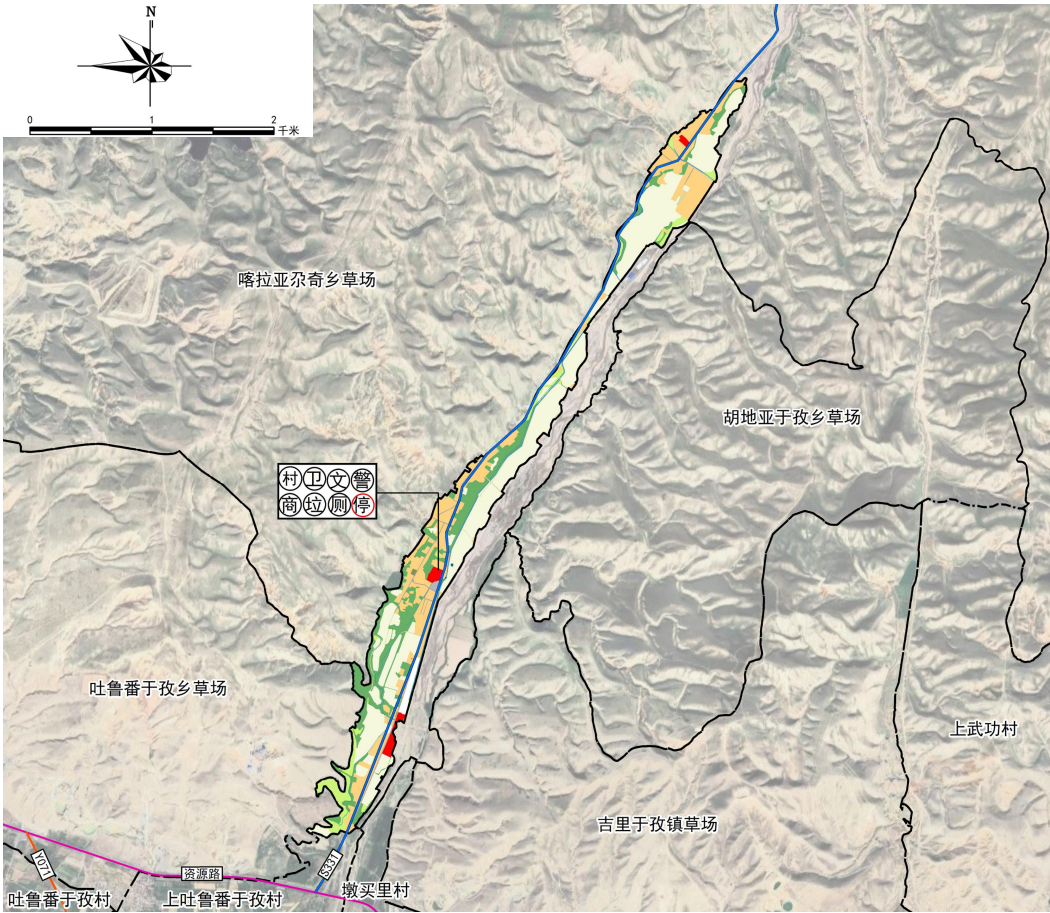 N
0 1 2
千米
喀拉亚尕奇乡草场
胡地亚于孜乡草场
村卫文警
商垃厕停
吐鲁番于孜乡草场
上武功村
吉里于孜镇草场
Y071
资源路
S331
墩买里村
吐鲁番于孜村
上吐鲁番于孜村